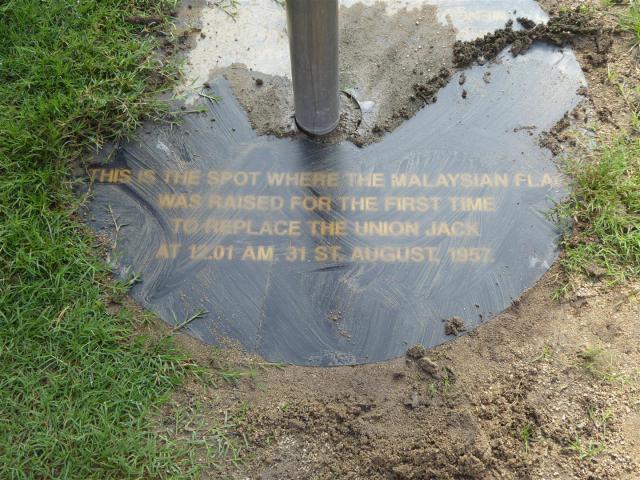 THIS IS THE SPOT WHERE THE MALAYSIAN FLA
WAS RAISED FOR THE FIRST TIME
TO REPLACE THE UNION JACK
AT 12.01 AM, 31 ST. AUGUST, 1957.